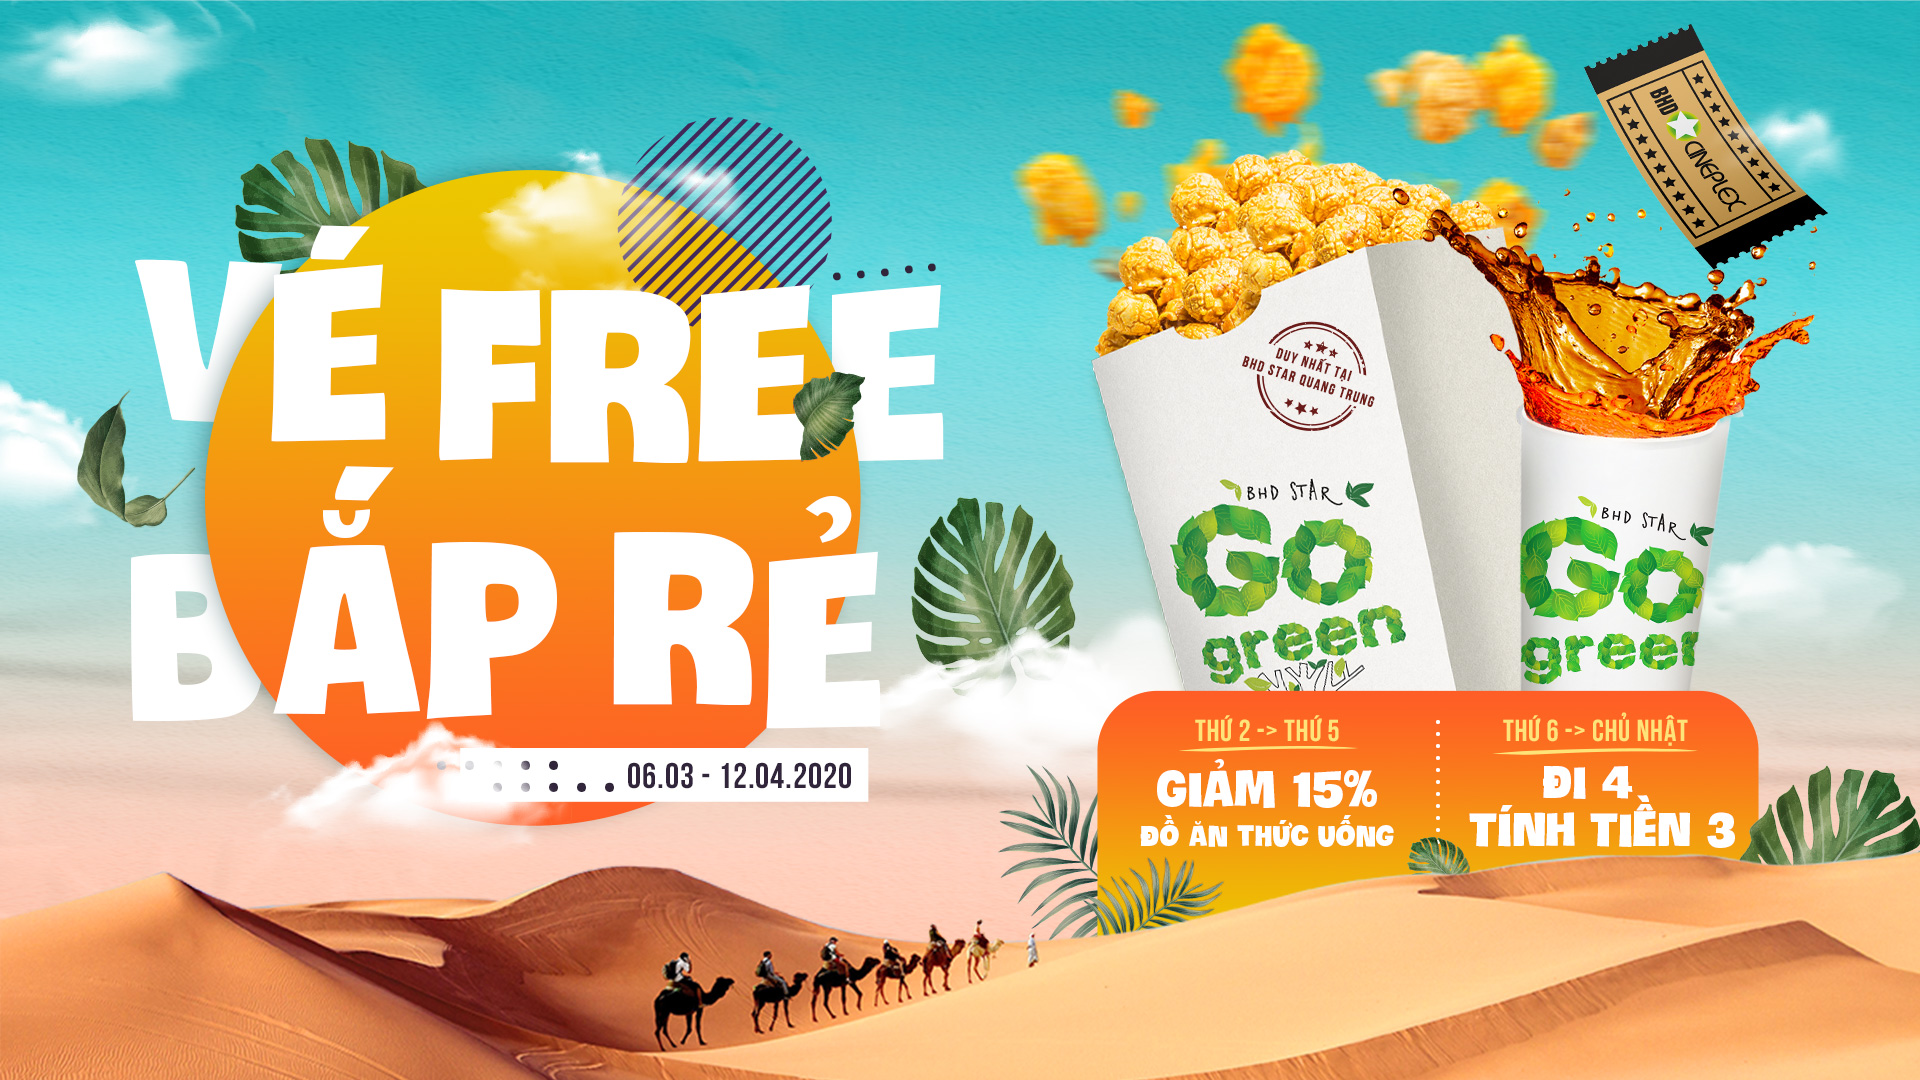 VÉ FREE
BẮP RẺ
06.03 - 12.04.2020
BHD
CINEPLEX
DUY NHẤT TẠI
BHD STAR QUANG TRUNG
BHD STAR
Go
green
BHD STAR
Go
green
THỨ 2 -> THỨ 5
GIẢM 15%
ĐỒ ĂN THỨC UỐNG
THỨ 6 -> CHỦ NHẬT
ĐI 4
TÍNH TIỀN 3